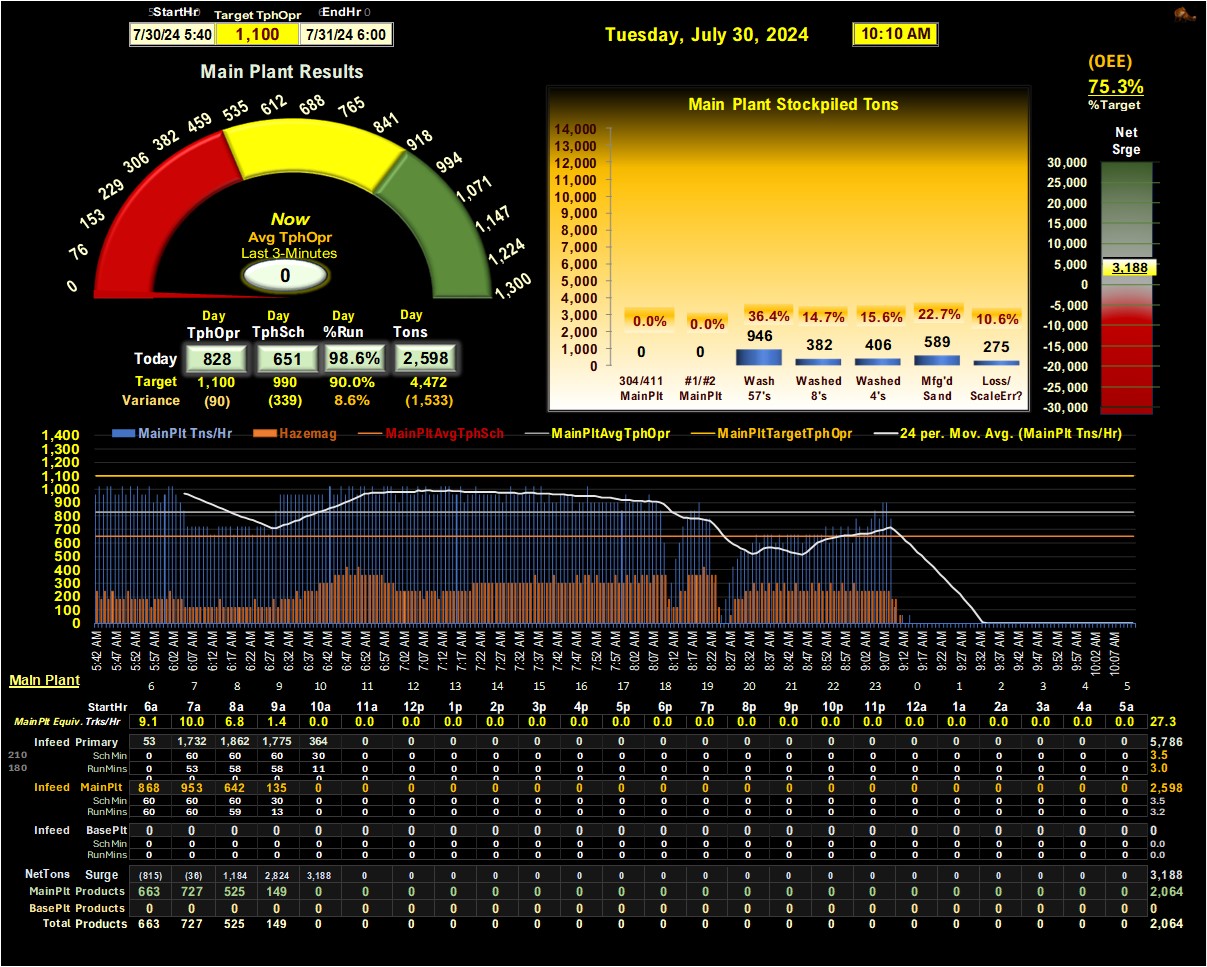 StartHr Target TphOpr EndHr
7/30/24 5:40 1,100 7/31/24 6:00
Tuesday, July 30, 2024 10:10 AM
(OEE)
75.3%
%Target
Main Plant Results
0 76 153 229 306 382 459 535 612 688 765 841 918 994 1,071 1,147 1,224 1,300
Now
Avg TphOpr
Last 3-Minutes
0
Day Day Day Day
TphOpr TphSch %Run Tons
Today 828 651 98.6% 2,598
Target 1,100 990 90.0% 4,472
Variance (90) (339) 8.6% (1,533)
Main Plant Stockpiled Tons
14,000
13,000
12,000
11,000
10,000
9,000
8,000
7,000
6,000
5,000
4,000
3,000
2,000
1,000
0
0.0% 0.0% 36.4% 14.7% 15.6% 22.7% 10.6%
0 0 946 382 406 589 275
304/411 #1/#2 Wash Washed Washed Mfg'd Loss/
MainPlt MainPlt 57's 8's 4's Sand ScaleErr?
Net
Srge
30,000
25,000
20,000
15,000
10,000
5,000
0
-5,000
-10,000
-15,000
-20,000
-25,000
-30,000
3,188
MainPlt Tns/Hr Hazemag MainPltAvgTphSch MainPltAvgTphOpr MainPltTargetTphOpr 24 per. Mov. Avg. (MainPlt Tns/Hr)
1,400
1,300
1,200
1,100
1,000
900
800
700
600
500
400
300
200
100
0
5:42 AM 5:47 AM 5:52 AM 5:57 AM 6:02 AM 6:07 AM 6:12 AM 6:17 AM 6:22 AM 6:27 AM 6:32 AM 6:37 AM 6:42 AM 6:47 AM 6:52 AM 6:57 AM 7:02 AM 7:07 AM 7:12 AM 7:17 AM 7:22 AM 7:27 AM 7:32 AM 7:37 AM 7:42 AM 7:47 AM 7:52 AM 7:57 AM 8:02 AM 8:07 AM 8:12 AM 8:17 AM 8:22 AM 8:27 AM 8:32 AM 8:37 AM 8:42 AM 8:47 AM 8:52 AM 8:57 AM 9:02 AM 9:07 AM 9:12 AM 9:17 AM 9:22 AM 9:27 AM 9:32 AM 9:37 AM 9:42 AM 9:47 AM 9:52 AM 9:57 AM 10:02 AM 10:07 AM
Main Plant
6 7 8 9 10 11 12 13 14 15 16 17 18 19 20 21 22 23 0 1 2 3 4 5
StartHr 6a 7a 8a 9a 10a 11a 12p 1p 2p 3p 4p 5p 6p 7p 8p 9p 10p 11p 12a 1a 2a 3a 4a 5a
MainPlt Equiv. Trks/Hr 9.1 10.0 6.8 1.4 0.0 0.0 0.0 0.0 0.0 0.0 0.0 0.0 0.0 0.0 0.0 0.0 0.0 0.0 0.0 0.0 0.0 0.0 0.0 0.0 27.3
Infeed Primary 53 1,732 1,862 1,775 364 0 0 0 0 0 0 0 0 0 0 0 0 0 0 0 0 0 0 0 5,786
210 SchMin 0 60 60 60 30 0 0 0 0 0 0 0 0 0 0 0 0 0 0 0 0 0 0 0 3.5
180 RunMins 0 53 58 58 11 0 0 0 0 0 0 0 0 0 0 0 0 0 0 0 0 0 0 0 3.0
Infeed MainPlt 868 953 642 135 0 0 0 0 0 0 0 0 0 0 0 0 0 0 0 0 0 0 0 0 2,598
SchMin 60 60 60 30 0 0 0 0 0 0 0 0 0 0 0 0 0 0 0 0 0 0 0 0 3.5
RunMins 60 60 59 13 0 0 0 0 0 0 0 0 0 0 0 0 0 0 0 0 0 0 0 0 3.2
Infeed BasePlt 0 0 0 0 0 0 0 0 0 0 0 0 0 0 0 0 0 0 0 0 0 0 0 0 0
SchMin 0 0 0 0 0 0 0 0 0 0 0 0 0 0 0 0 0 0 0 0 0 0 0 0 0.0
RunMins 0 0 0 0 0 0 0 0 0 0 0 0 0 0 0 0 0 0 0 0 0 0 0 0 0.0
NetTons Surge (815) (36) 1,184 2,824 3,188 0 0 0 0 0 0 0 0 0 0 0 0 0 0 0 0 0 0 0 3,188
MainPlt Products 663 727 525 149 0 0 0 0 0 0 0 0 0 0 0 0 0 0 0 0 0 0 0 0 2,064
BasePlt Products 0 0 0 0 0 0 0 0 0 0 0 0 0 0 0 0 0 0 0 0 0 0 0 0 0
Total Products 663 727 525 149 0 0 0 0 0 0 0 0 0 0 0 0 0 0 0 0 0 0 0 0 2,064